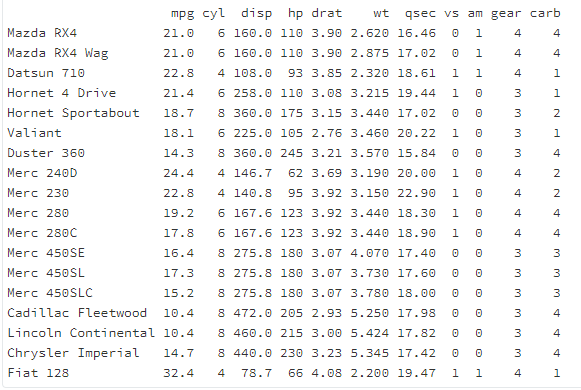 mpg cyl disp hp drat wt qsec vs am gear carb
Mazda RX4 21.0 6 160.0 110 3.90 2.620 16.46 0 1 4 4
Mazda RX4 Wag 21.0 6 160.0 110 3.90 2.875 17.02 0 1 4 4
Datsun 710 22.8 4 108.0 93 3.85 2.320 18.61 1 1 4 1
Hornet 4 Drive 21.4 6 258.0 110 3.08 3.215 19.44 1 0 3 1
Hornet Sportabout 18.7 8 360.0 175 3.15 3.440 17.02 0 0 3 2
Valiant 18.1 6 225.0 105 2.76 3.460 20.22 1 0 3 1
Duster 360 14.3 8 360.0 245 3.21 3.570 15.84 0 0 3 4
Merc 240D 24.4 4 146.7 62 3.69 3.190 20.00 1 0 4 2
Merc 230 22.8 4 140.8 95 3.92 3.150 22.90 1 0 4 2
Merc 280 19.2 6 167.6 123 3.92 3.440 18.30 1 0 4 4
Merc 280C 17.8 6 167.6 123 3.92 3.440 18.90 1 0 4 4
Merc 450SE 16.4 8 275.8 180 3.07 4.070 17.40 0 0 3 3
Merc 450SL 17.3 8 275.8 180 3.07 3.730 17.60 0 0 3 3
Merc 450SLC 15.2 8 275.8 180 3.07 3.780 18.00 0 0 3 3
Cadillac Fleetwood 10.4 8 472.0 205 2.93 5.250 17.98 0 0 3 4
Lincoln Continental 10.4 8 460.0 215 3.00 5.424 17.82 0 0 3 4
Chrysler Imperial 14.7 8 440.0 230 3.23 5.345 17.42 0 0 3 4
Fiat 128 32.4 4 78.7 66 4.08 2.200 19.47 1 1 4 1